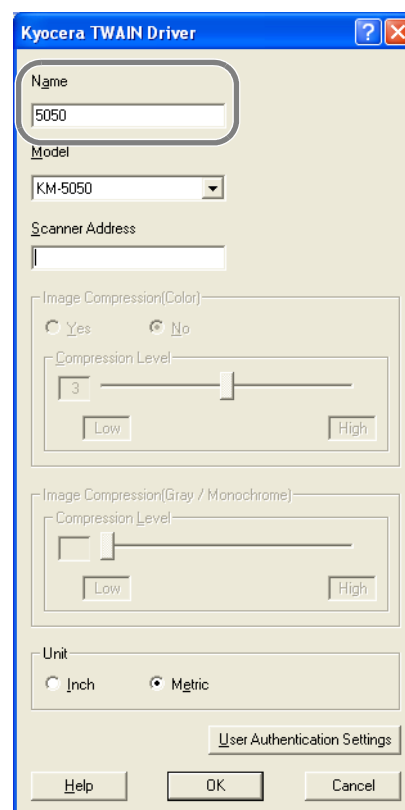 Kyocera TWAIN Driver
Name
5050
Model
KM-5050
Scanner Address
Image Compression(Color)
Yes No
Compression Level
3
Low High
Image Compression(Gray / Monochrome)
Compression Level
Low High
Unit
Inch Metric
User Authentication Settings
Help OK Cancel